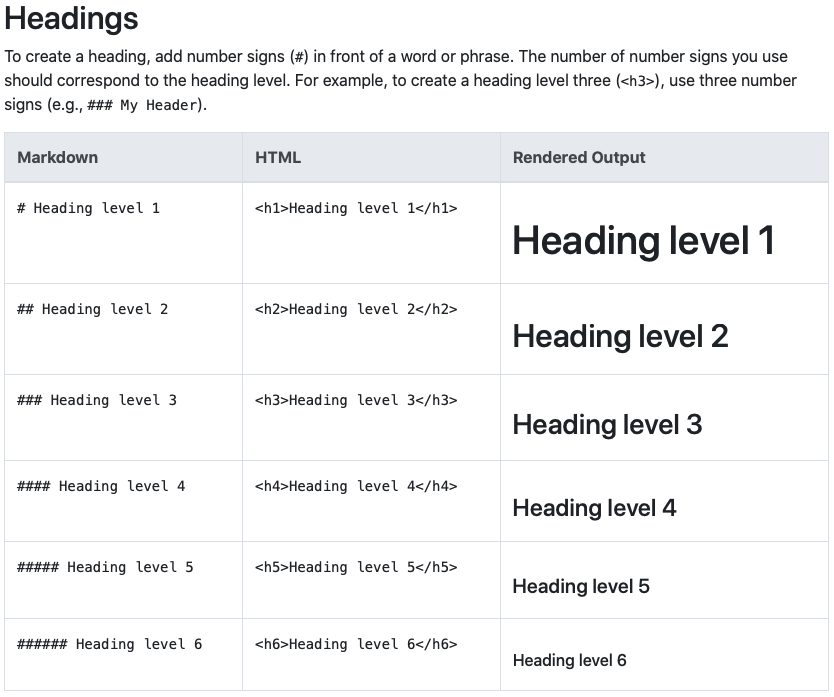 Headings
To create a heading, add number signs (#) in front of a word or phrase. The number of number signs you use
should correspond to the heading level. For example, to create a heading level three (<h3>), use three number
signs (e.g., ### My Header).
Markdown HTML Rendered Output
# Heading level 1 <h1>Heading level 1</h1> Heading level 1
## Heading level 2 <h2>Heading level 2</h2> Heading level 2
### Heading level 3 <h3>Heading level 3</h3> Heading level 3
#### Heading level 4 <h4>Heading level 4</h4> Heading level 4
##### Heading level 5 <h5>Heading level 5</h5> Heading level 5
###### Heading level 6 <h6>Heading level 6</h6> Heading level 6